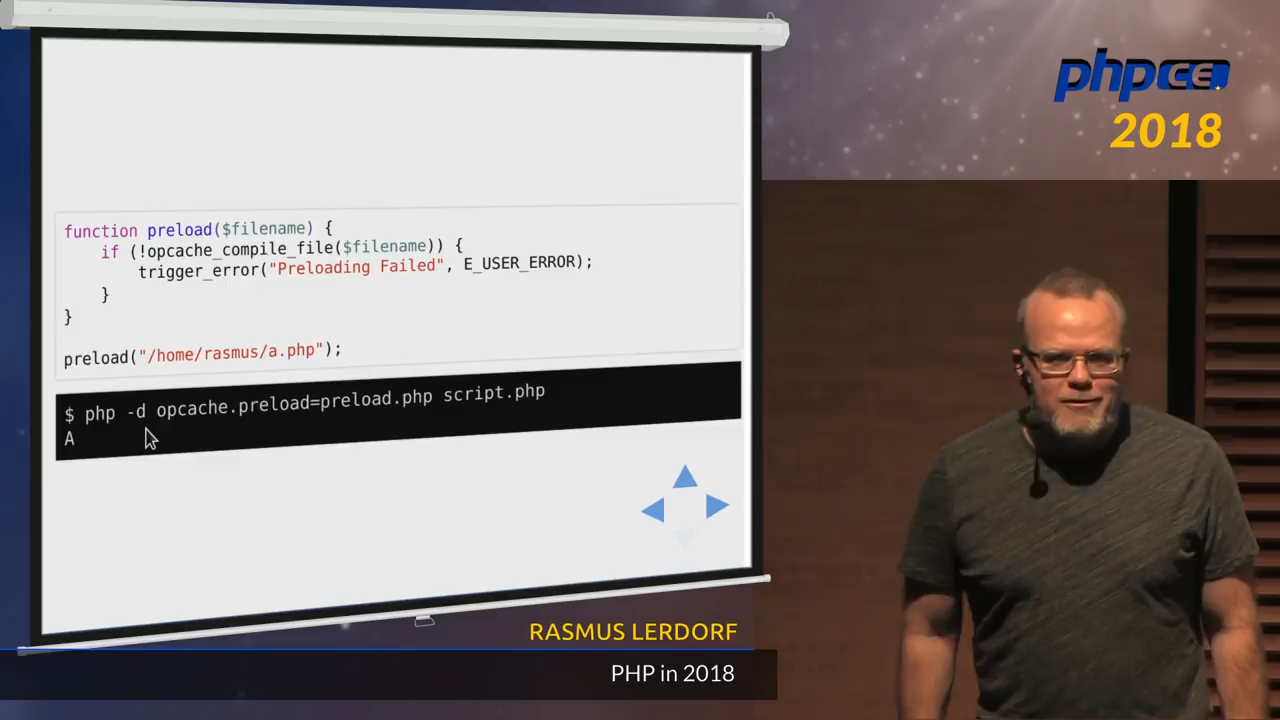 function preload($filename) {
    if (!opcache_compile_file($filename)) {
        trigger_error("Preloading Failed", E_USER_ERROR);
    }
}
preload("/home/rasmus/a.php");
$ php -d opcache.preload=preload.php script.php
A
phpce
2018
RASMUS LERDORF
PHP in 2018